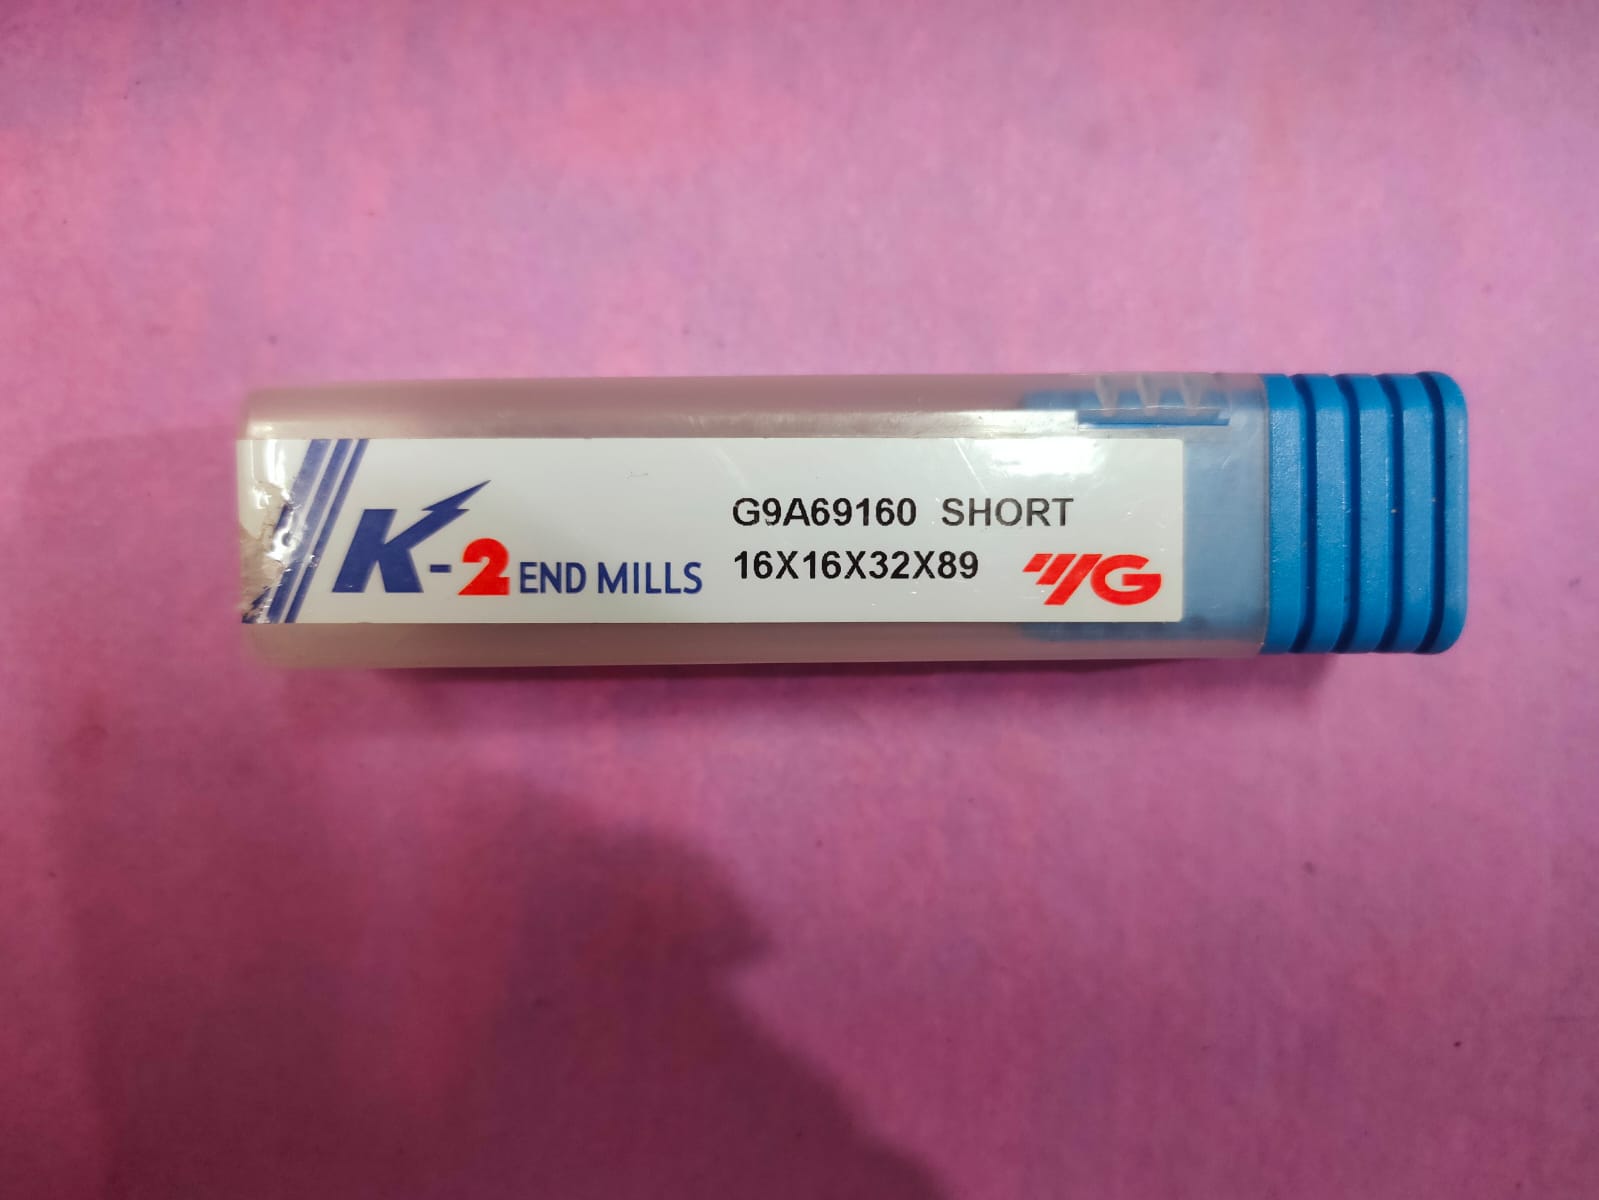 K-2 END MILLS
G9A69160 SHORT
16X16X32X89
YG